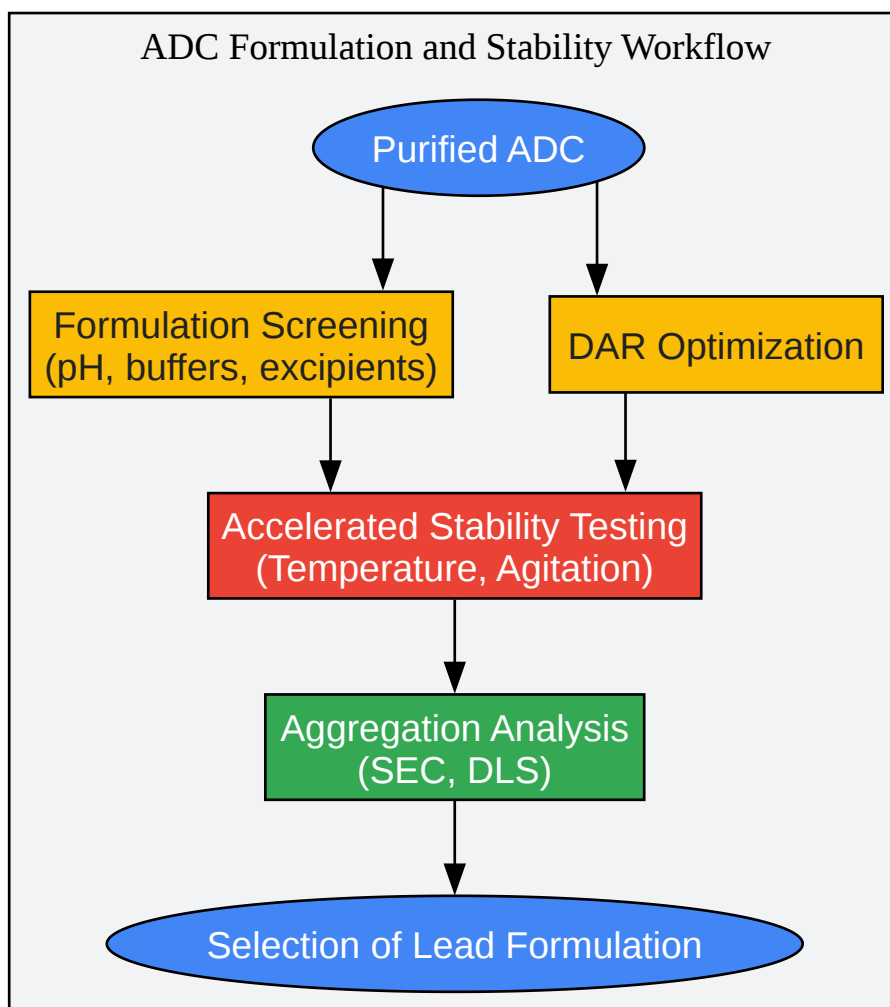 ADC Formulation and Stability Workflow
Purified ADC
Formulation Screening
(pH, buffers, excipients)
DAR Optimization
Accelerated Stability Testing
(Temperature, Agitation)
Aggregation Analysis
(SEC, DLS)
Selection of Lead Formulation